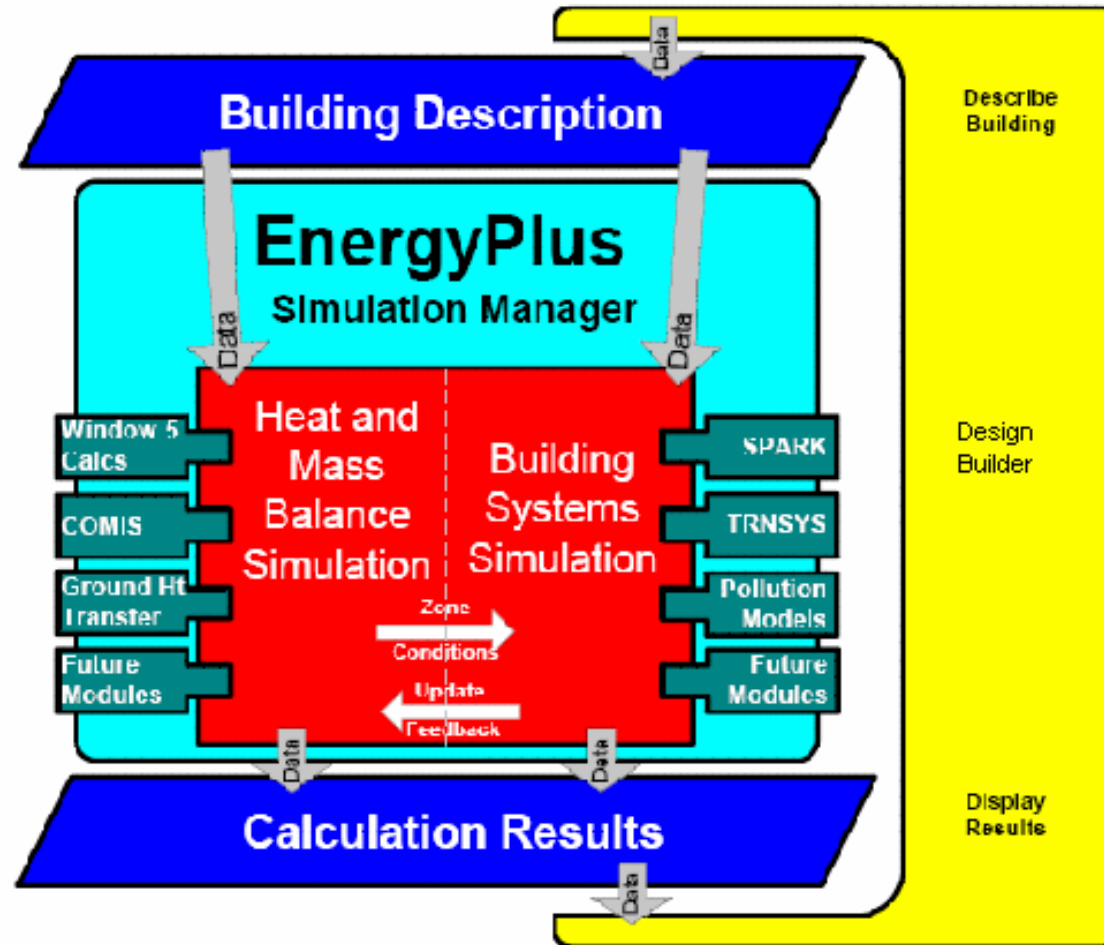 Data
Building Description
Describe
Building
EnergyPlus
Simulation Manager
Data
Data
Window 5
Calcs
COMIS
Ground Ht
Transfer
Future
Modules
Heat and
Mass
Balance
Simulation
Building
Systems
Simulation
Zone
Conditions
Update
Feedback
SPARK
TRNSYS
Pollution
Models
Future
Modules
Design
Builder
Data
Data
Calculation Results
Display
Results
Data